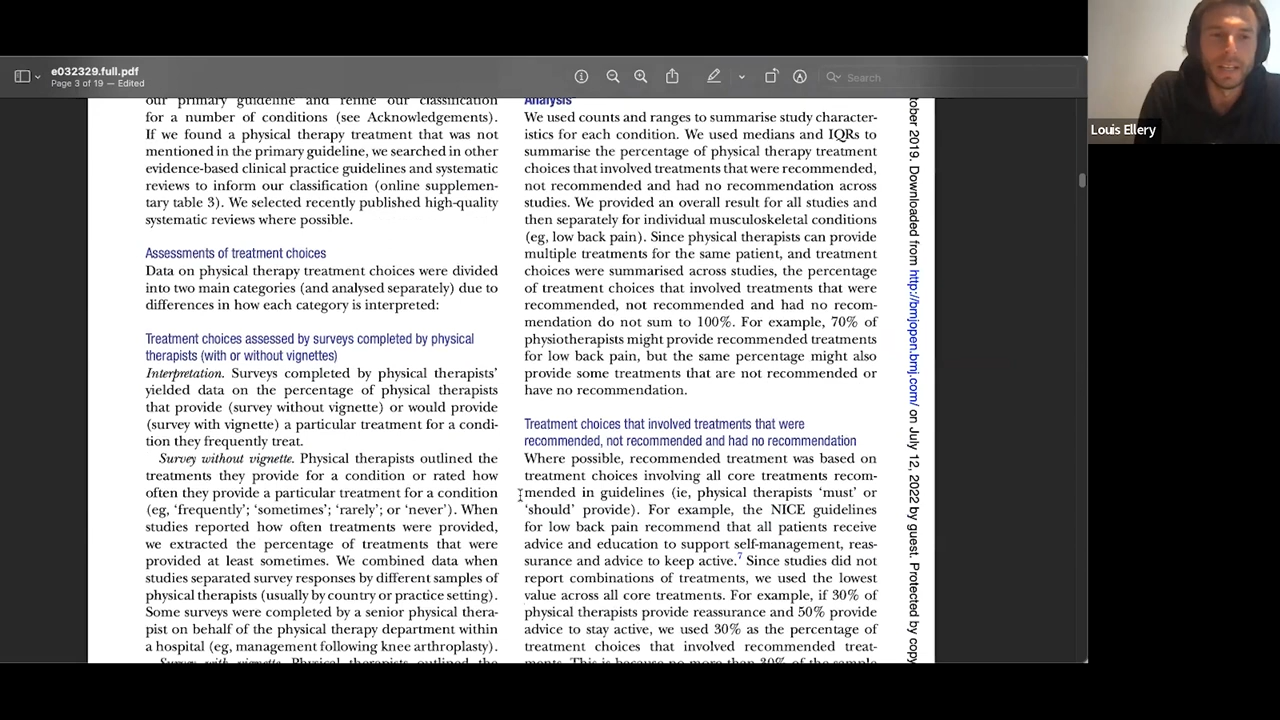 e032329.full.pdf
Page 3 of 19 — Edited
Search
Louis Ellery
our primary guideline and refine our classification
for a number of conditions (see Acknowledgements).
If we found a physical therapy treatment that was not
mentioned in the primary guideline, we searched in other
evidence-based clinical practice guidelines and systematic
reviews to inform our classification (online supplemen-
tary table 3). We selected recently published high-quality
systematic reviews where possible.
Assessments of treatment choices
Data on physical therapy treatment choices were divided
into two main categories (and analysed separately) due to
differences in how each category is interpreted:
Treatment choices assessed by surveys completed by physical
therapists (with or without vignettes)
Interpretation. Surveys completed by physical therapists'
yielded data on the percentage of physical therapists
that provide (survey without vignette) or would provide
(survey with vignette) a particular treatment for a condi-
tion they frequently treat.
Survey without vignette. Physical therapists outlined the
treatments they provide for a condition or rated how
often they provide a particular treatment for a condition
(eg, 'frequently'; 'sometimes'; 'rarely'; or 'never'). When
studies reported how often treatments were provided,
we extracted the percentage of treatments that were
provided at least sometimes. We combined data when
studies separated survey responses by different samples of
physical therapists (usually by country or practice setting).
Some surveys were completed by a senior physical thera-
pist on behalf of the physical therapy department within
a hospital (eg, management following knee arthroplasty).
Survey with vignette. Physical therapists outlined the
Analysis
We used counts and ranges to summarise study character-
istics for each condition. We used medians and IQRs to
summarise the percentage of physical therapy treatment
choices that involved treatments that were recommended,
not recommended and had no recommendation across
studies. We provided an overall result for all studies and
then separately for individual musculoskeletal conditions
(eg, low back pain). Since physical therapists can provide
multiple treatments for the same patient, and treatment
choices were summarised across studies, the percentage
of treatment choices that involved treatments that were
recommended, not recommended and had no recom-
mendation do not sum to 100%. For example, 70% of
physiotherapists might provide recommended treatments
for low back pain, but the same percentage might also
provide some treatments that are not recommended or
have no recommendation.
Treatment choices that involved treatments that were
recommended, not recommended and had no recommendation
Where possible, recommended treatment was based on
treatment choices involving all core treatments recom-
mended in guidelines (ie, physical therapists 'must' or
'should' provide). For example, the NICE guidelines
for low back pain recommend that all patients receive
advice and education to support self-management, reas-
surance and advice to keep active.7 Since studies did not
report combinations of treatments, we used the lowest
value across all core treatments. For example, if 30% of
physical therapists provide reassurance and 50% provide
advice to stay active, we used 30% as the percentage of
treatment choices that involved recommended treat-
ments. This is because no more than 30% of the sample
tober 2019. Downloaded from http://bmjopen.bmj.com/ on July 12, 2022 by guest. Protected by copy